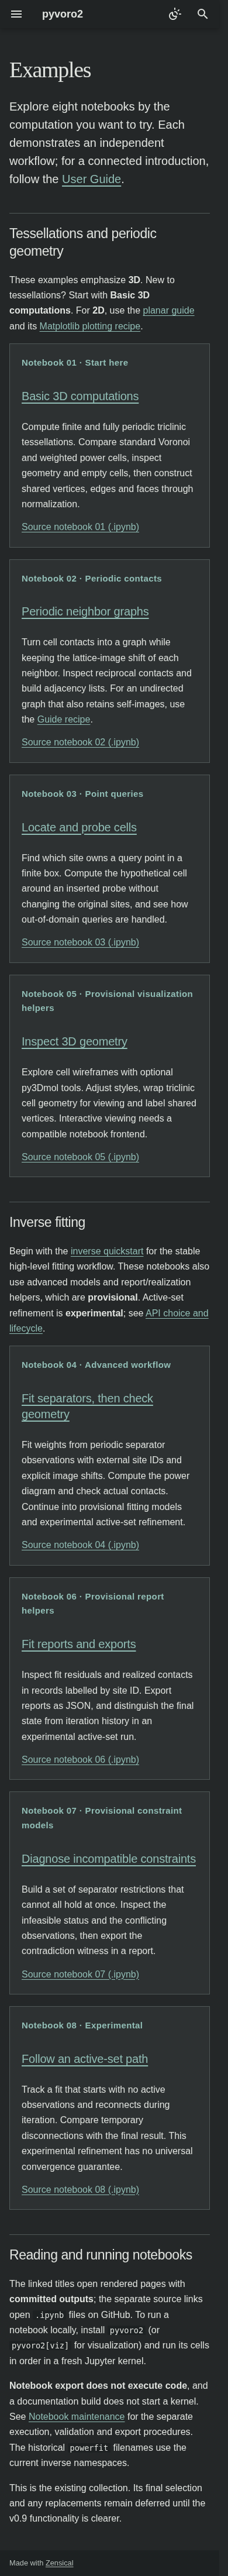 pyvoro2
Examples
Explore eight notebooks by the
computation you want to try. Each
demonstrates an independent
workflow; for a connected introduction,
follow the User Guide.
Tessellations and periodic
geometry
These examples emphasize 3D. New to
tessellations? Start with Basic 3D
computations. For 2D, use the planar guide
and its Matplotlib plotting recipe.
Notebook 01 · Start here
Basic 3D computations
Compute finite and fully periodic triclinic
tessellations. Compare standard Voronoi
and weighted power cells, inspect
geometry and empty cells, then construct
shared vertices, edges and faces through
normalization.
Source notebook 01 (.ipynb)
Notebook 02 · Periodic contacts
Periodic neighbor graphs
Turn cell contacts into a graph while
keeping the lattice-image shift of each
neighbor. Inspect reciprocal contacts and
build adjacency lists. For an undirected
graph that also retains self-images, use
the Guide recipe.
Source notebook 02 (.ipynb)
Notebook 03 · Point queries
Locate and probe cells
Find which site owns a query point in a
finite box. Compute the hypothetical cell
around an inserted probe without
changing the original sites, and see how
out-of-domain queries are handled.
Source notebook 03 (.ipynb)
Notebook 05 · Provisional visualization
helpers
Inspect 3D geometry
Explore cell wireframes with optional
py3Dmol tools. Adjust styles, wrap triclinic
cell geometry for viewing and label shared
vertices. Interactive viewing needs a
compatible notebook frontend.
Source notebook 05 (.ipynb)
Inverse fitting
Begin with the inverse quickstart for the stable
high-level fitting workflow. These notebooks also
use advanced models and report/realization
helpers, which are provisional. Active-set
refinement is experimental; see API choice and
lifecycle.
Notebook 04 · Advanced workflow
Fit separators, then check
geometry
Fit weights from periodic separator
observations with external site IDs and
explicit image shifts. Compute the power
diagram and check actual contacts.
Continue into provisional fitting models
and experimental active-set refinement.
Source notebook 04 (.ipynb)
Notebook 06 · Provisional report
helpers
Fit reports and exports
Inspect fit residuals and realized contacts
in records labelled by site ID. Export
reports as JSON, and distinguish the final
state from iteration history in an
experimental active-set run.
Source notebook 06 (.ipynb)
Notebook 07 · Provisional constraint
models
Diagnose incompatible constraints
Build a set of separator restrictions that
cannot all hold at once. Inspect the
infeasible status and the conflicting
observations, then export the
contradiction witness in a report.
Source notebook 07 (.ipynb)
Notebook 08 · Experimental
Follow an active-set path
Track a fit that starts with no active
observations and reconnects during
iteration. Compare temporary
disconnections with the final result. This
experimental refinement has no universal
convergence guarantee.
Source notebook 08 (.ipynb)
Reading and running notebooks
The linked titles open rendered pages with
committed outputs; the separate source links
open .ipynb files on GitHub. To run a
notebook locally, install pyvoro2 (or
pyvoro2[viz] for visualization) and run its cells
in order in a fresh Jupyter kernel.
Notebook export does not execute code, and
a documentation build does not start a kernel.
See Notebook maintenance for the separate
execution, validation and export procedures.
The historical powerfit filenames use the
current inverse namespaces.
This is the existing collection. Its final selection
and any replacements remain deferred until the
v0.9 functionality is clearer.
Made with Zensical